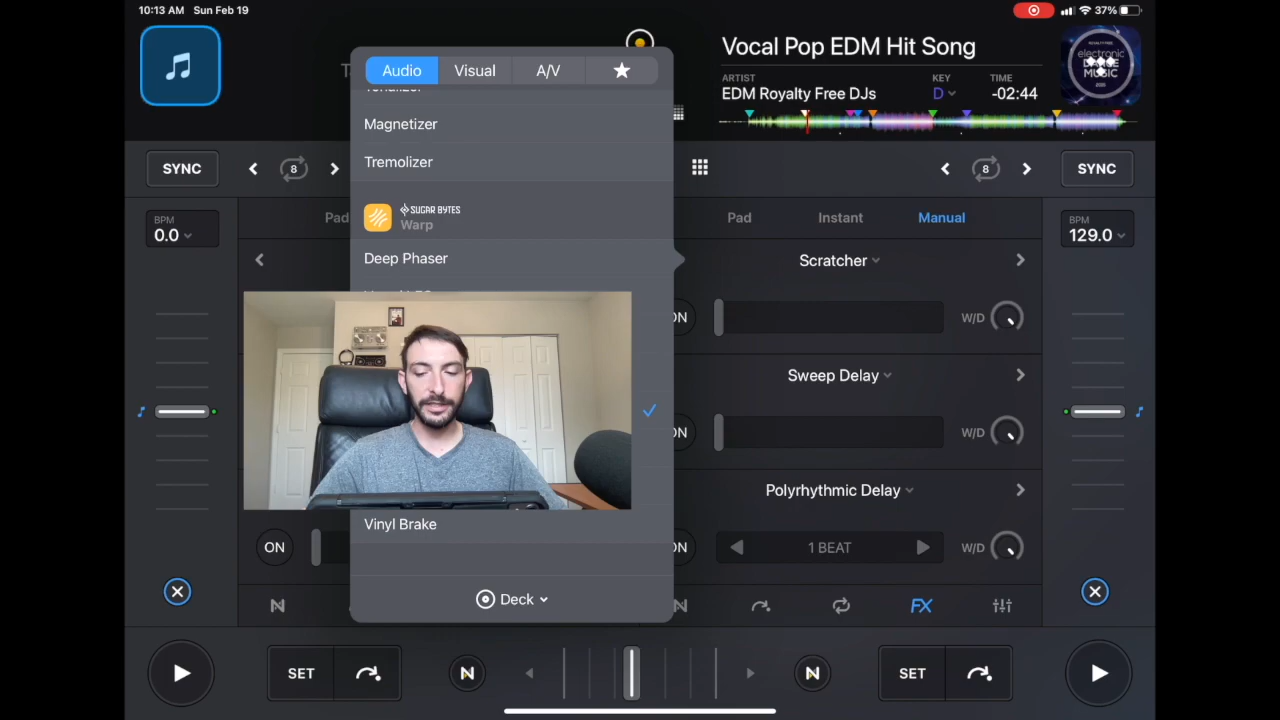 10:13 AM Sun Feb 19
37%
Audio
Visual
A/V
Vocal Pop EDM Hit Song
ARTIST
EDM Royalty Free DJs
KEY
D
TIME
-02:44
electronic
DANCE
MUSIC
Magnetizer
Tremolizer
SUGAR BYTES
Warp
Deep Phaser
Vinyl Brake
Deck
SYNC
8
8
SYNC
BPM
0.0
Pad
Pad
Instant
Manual
BPM
129.0
Scratcher
W/D
Sweep Delay
W/D
Polyrhythmic Delay
ON
1 BEAT
W/D
FX
SET
N
N
SET